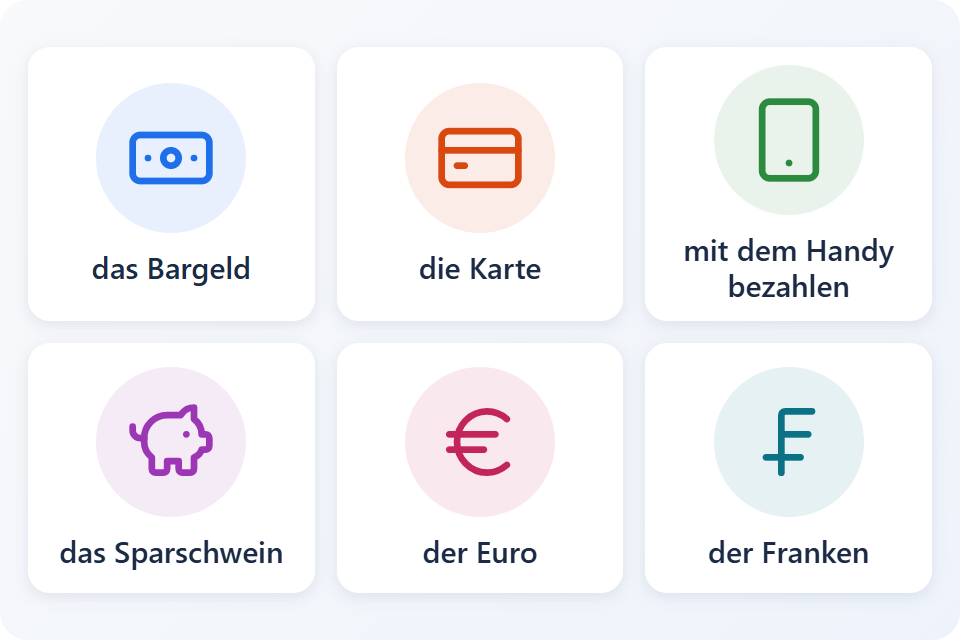 das Bargeld
die Karte
mit dem Handy
bezahlen
das Sparschwein
der Euro
der Franken